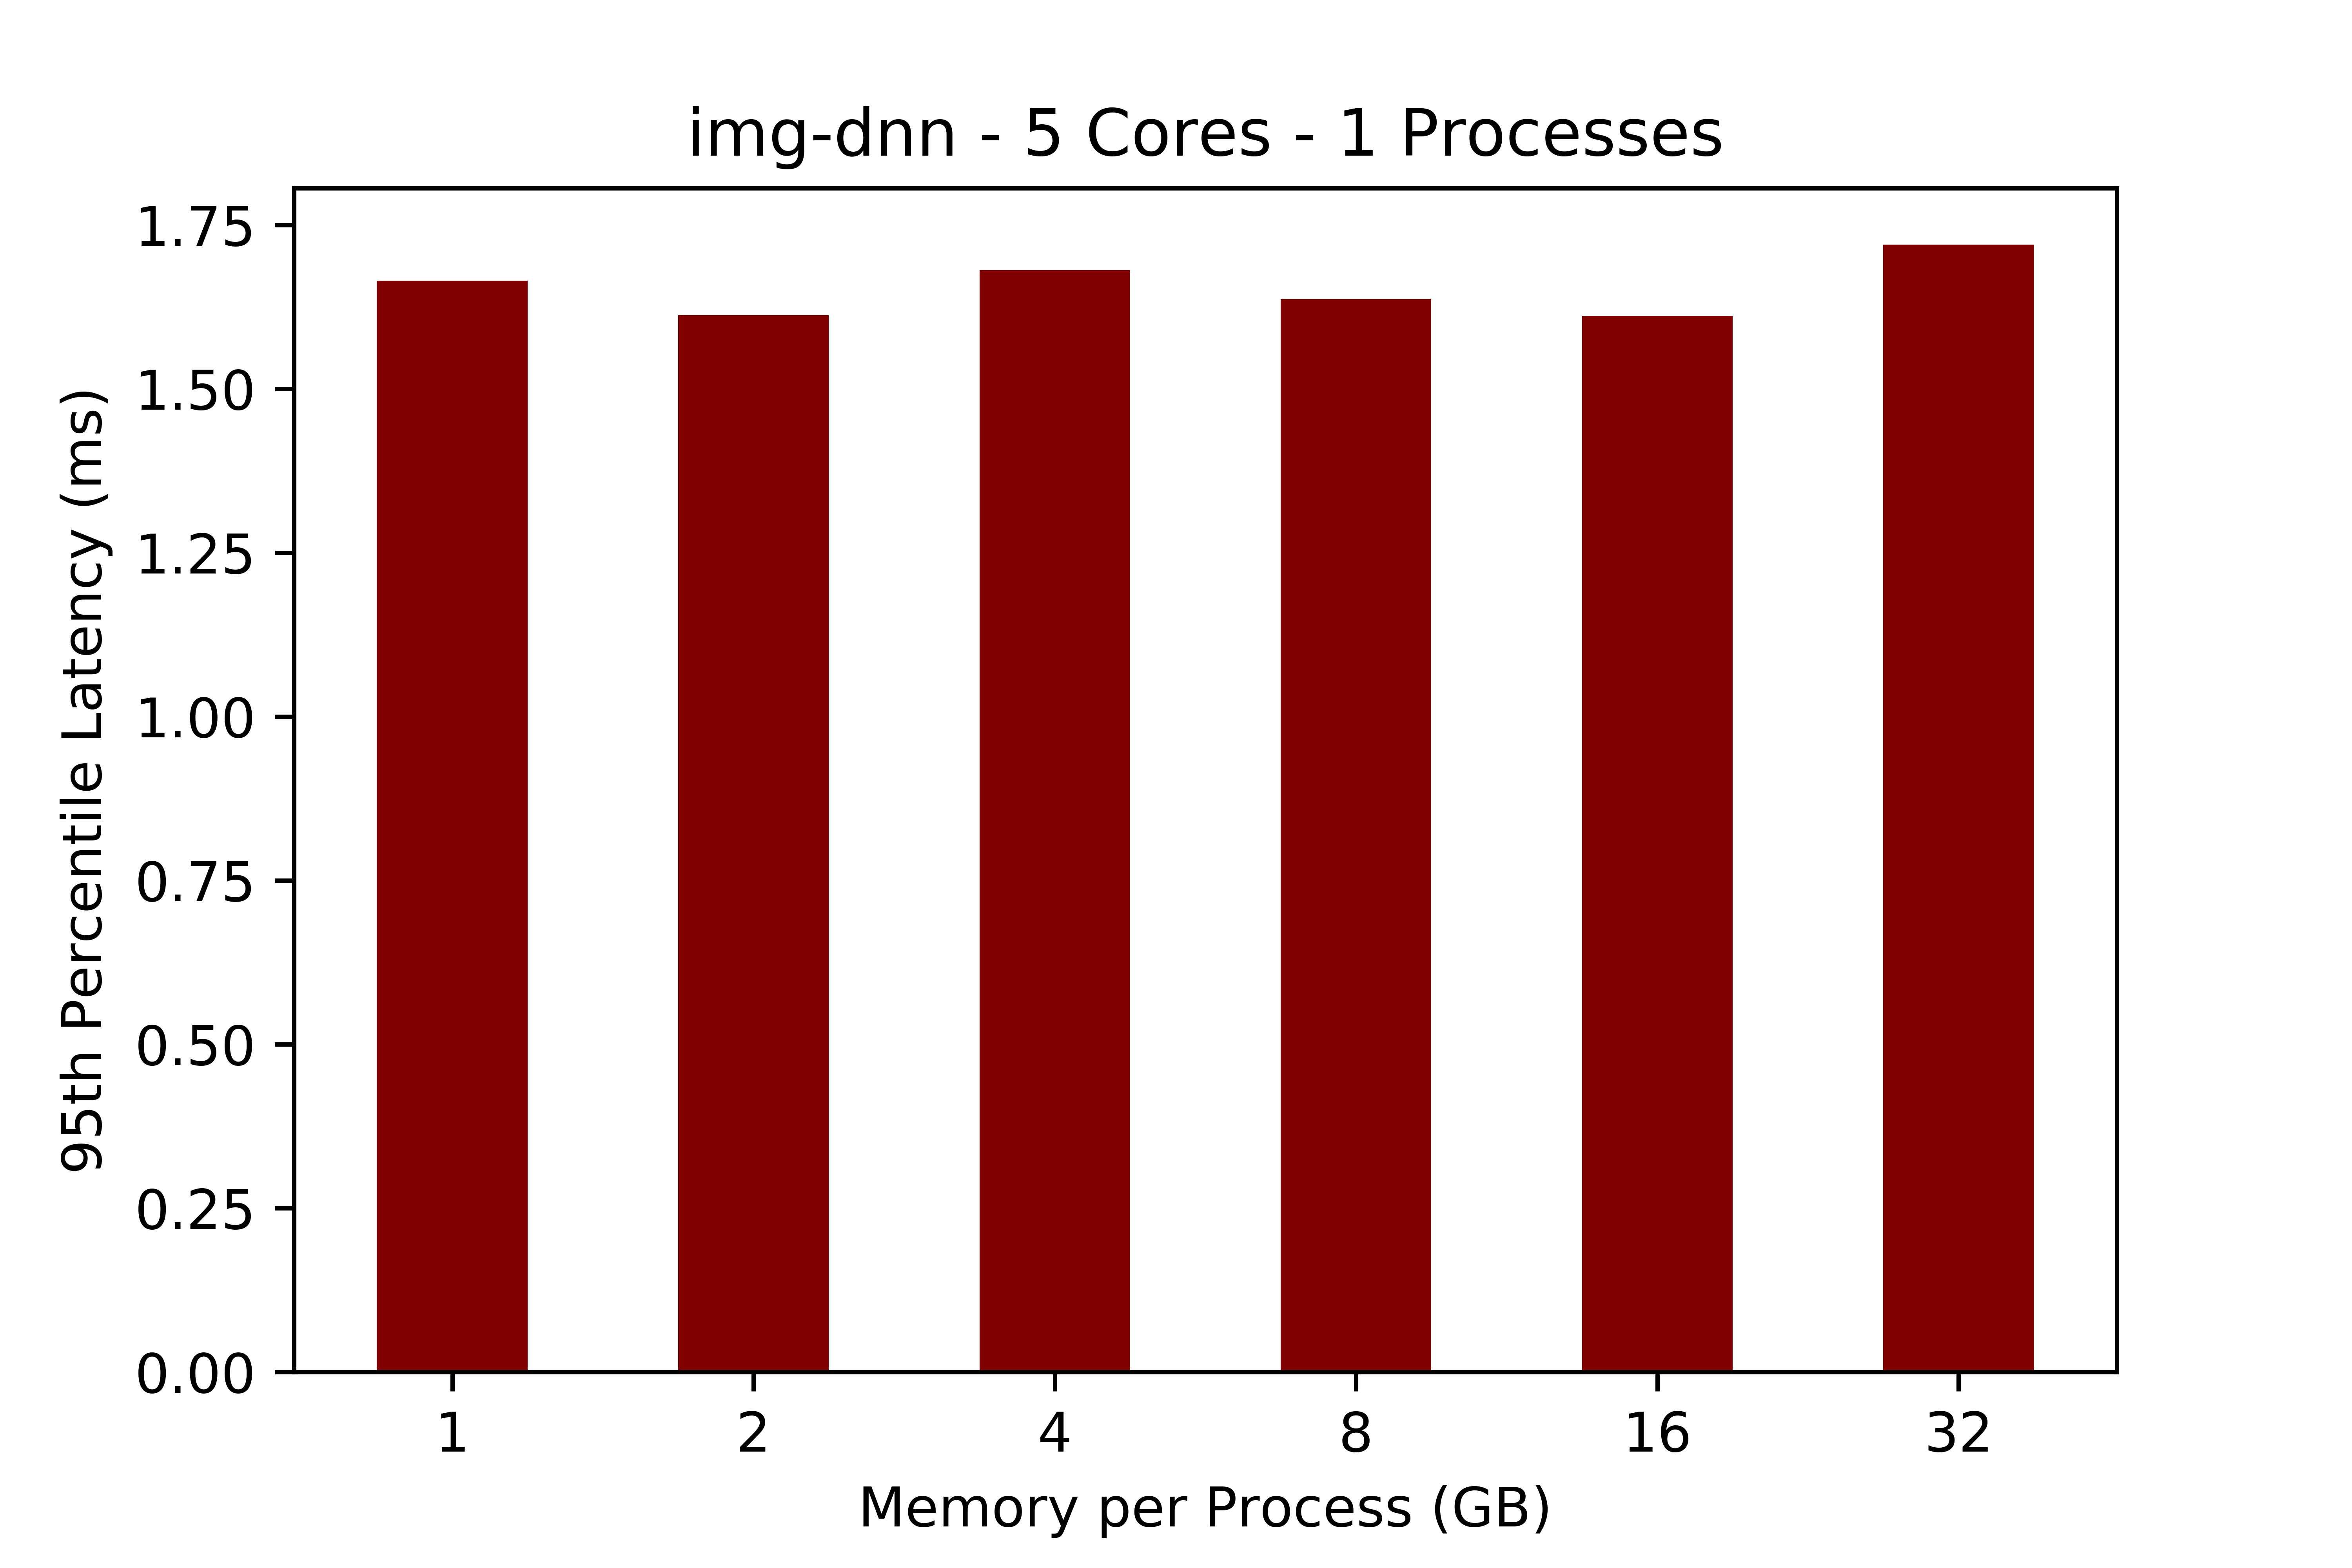 img-dnn - 5 Cores - 1 Processes
95th Percentile Latency (ms)
1.75
1.50
1.25
1.00
0.75
0.50
0.25
0.00
1 2 4 8 16 32
Memory per Process (GB)